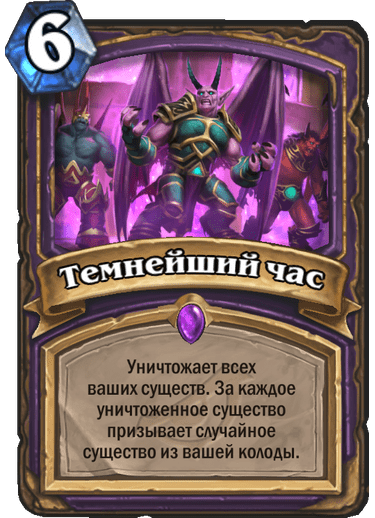 6
Темнейший час
Уничтожает всех
ваших существ. За каждое
уничтоженное существо
призывает случайное
существо из вашей колоды.